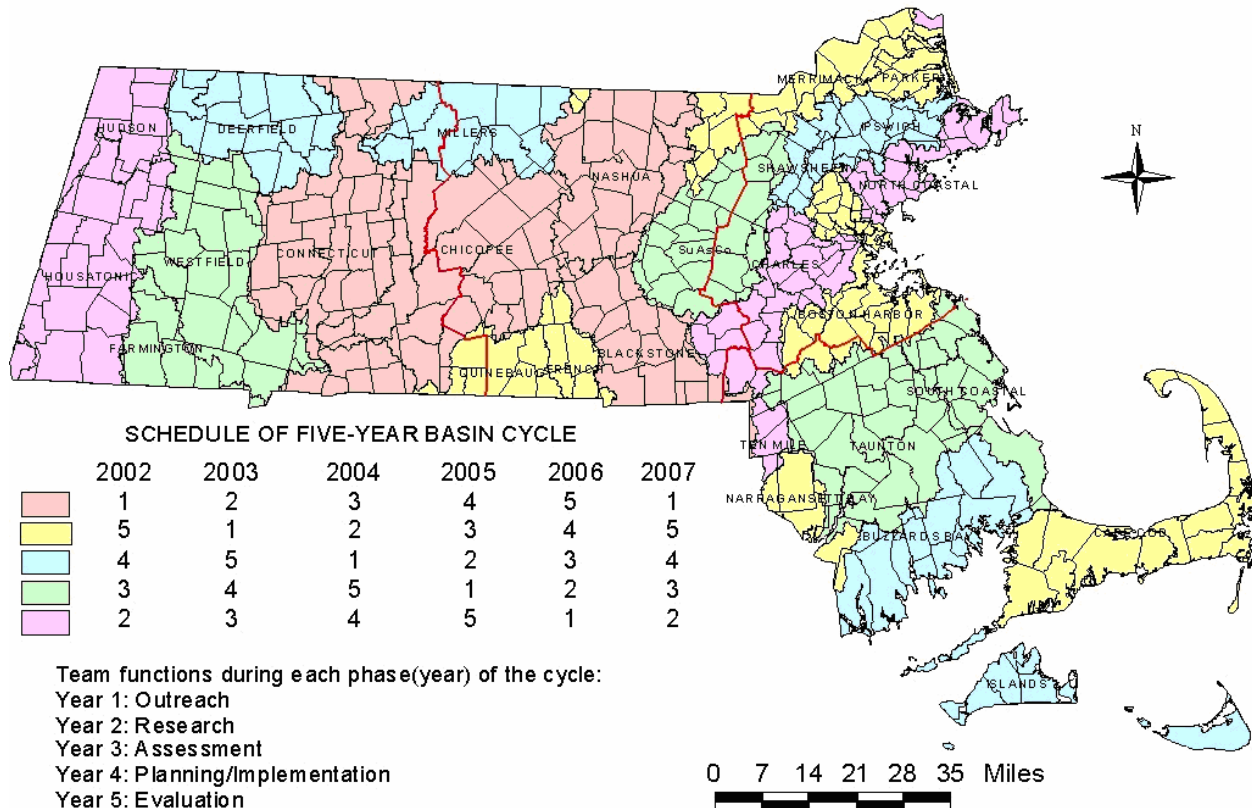 MERRIMACK
PARKER
HUDSON
DEERFIELD
MILLERS
IPSWICH
N
NASHUA
SHAWSHEEN
NORTH COASTAL
WESTFIELD
CONNECTICUT
CHICOPEE
SuAsCo
CHARLES
HOUSATONIC
BOSTON HARBOR
FARMINGTON
QUINEBAUG
FRENCH
BLACKSTONE
SOUTH COASTAL
TEN MILE
TAUNTON
NARRAGANSETT BAY
BUZZARDS BAY
CAPE COD
ISLANDS
SCHEDULE OF FIVE-YEAR BASIN CYCLE
2002 2003 2004 2005 2006 2007
1 2 3 4 5 1
5 1 2 3 4 5
4 5 1 2 3 4
3 4 5 1 2 3
2 3 4 5 1 2
Team functions during each phase(year) of the cycle:
Year 1: Outreach
Year 2: Research
Year 3: Assessment
Year 4: Planning/Implementation
Year 5: Evaluation
0 7 14 21 28 35 Miles